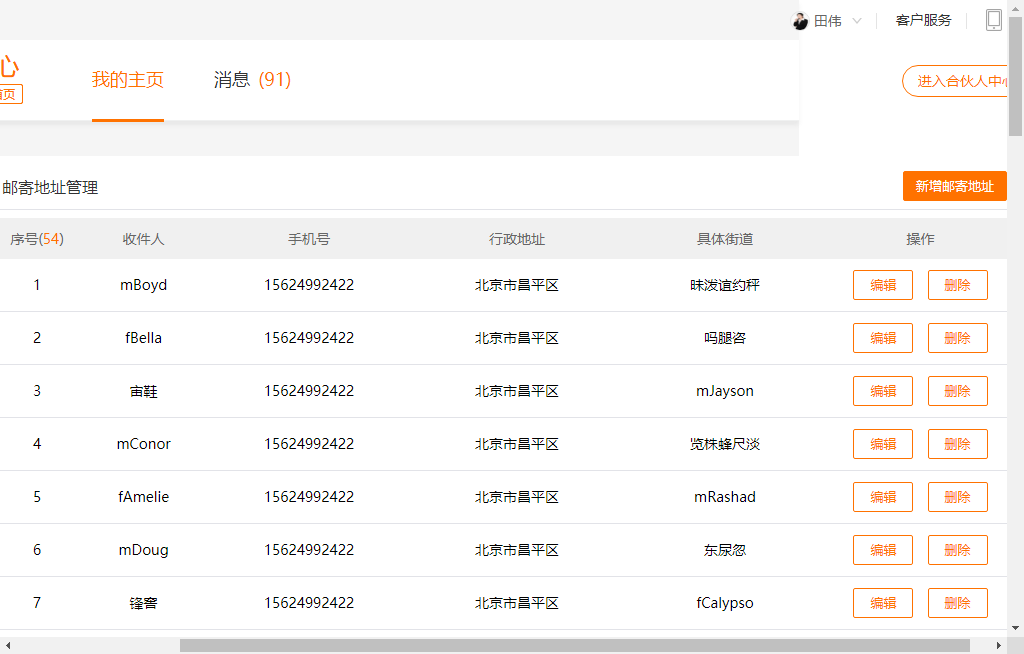 田伟 客户服务
心
首页
我的主页 消息 (91)
进入合伙人中心
邮寄地址管理 新增邮寄地址
序号(54) 收件人 手机号 行政地址 具体街道 操作
1 mBoyd 15624992422 北京市昌平区 昧泼谊约秤 编辑 删除
2 fBella 15624992422 北京市昌平区 吗腿咨 编辑 删除
3 宙鞋 15624992422 北京市昌平区 mJayson 编辑 删除
4 mConor 15624992422 北京市昌平区 览株蜂尺淡 编辑 删除
5 fAmelie 15624992422 北京市昌平区 mRashad 编辑 删除
6 mDoug 15624992422 北京市昌平区 东尿忽 编辑 删除
7 锋窖 15624992422 北京市昌平区 fCalypso 编辑 删除